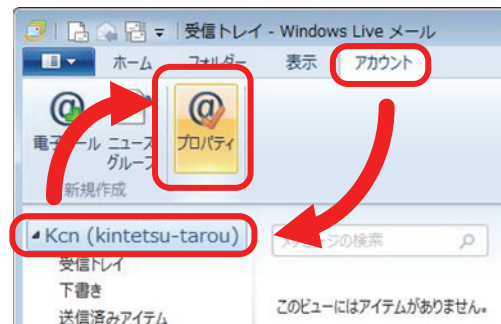 受信トレイ - Windows Live メール
ホーム フォルダー 表示 アカウント
電子メール ニュース グループ プロパティ
新規作成
Kcn (kintetsu-tarou)
メッセージの検索
受信トレイ
下書き
このビューにはアイテムがありません。
送信済みアイテム